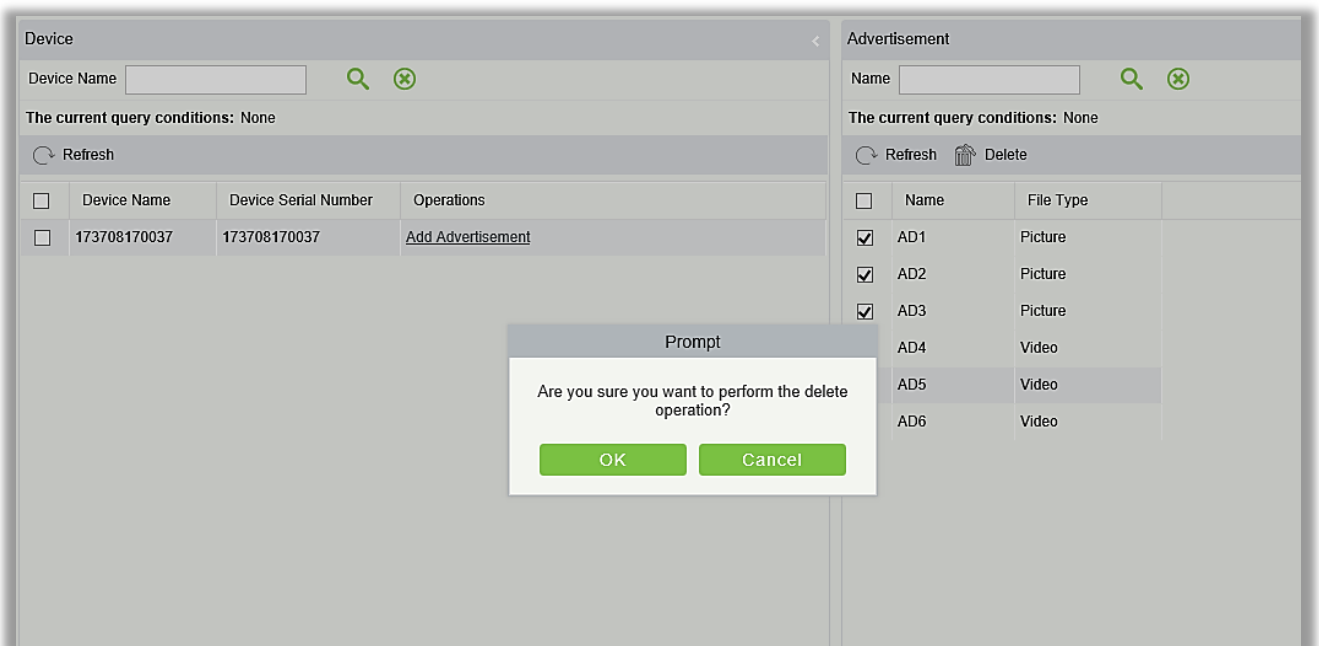 Device
Device Name
The current query conditions: None
Refresh
Device Name Device Serial Number Operations
173708170037 173708170037 Add Advertisement
Advertisement
Name
The current query conditions: None
Refresh Delete
Name File Type
AD1 Picture
AD2 Picture
AD3 Picture
AD4 Video
AD5 Video
AD6 Video
Prompt
Are you sure you want to perform the delete
operation?
OK Cancel